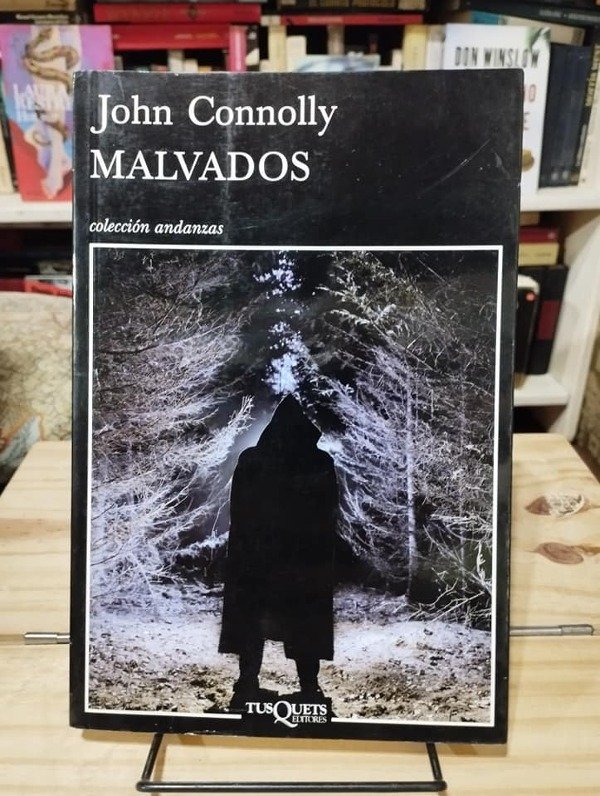 John Connolly
MALVADOS
colección andanzas
TUSQUETS
EDITORES
DON WINSLOW